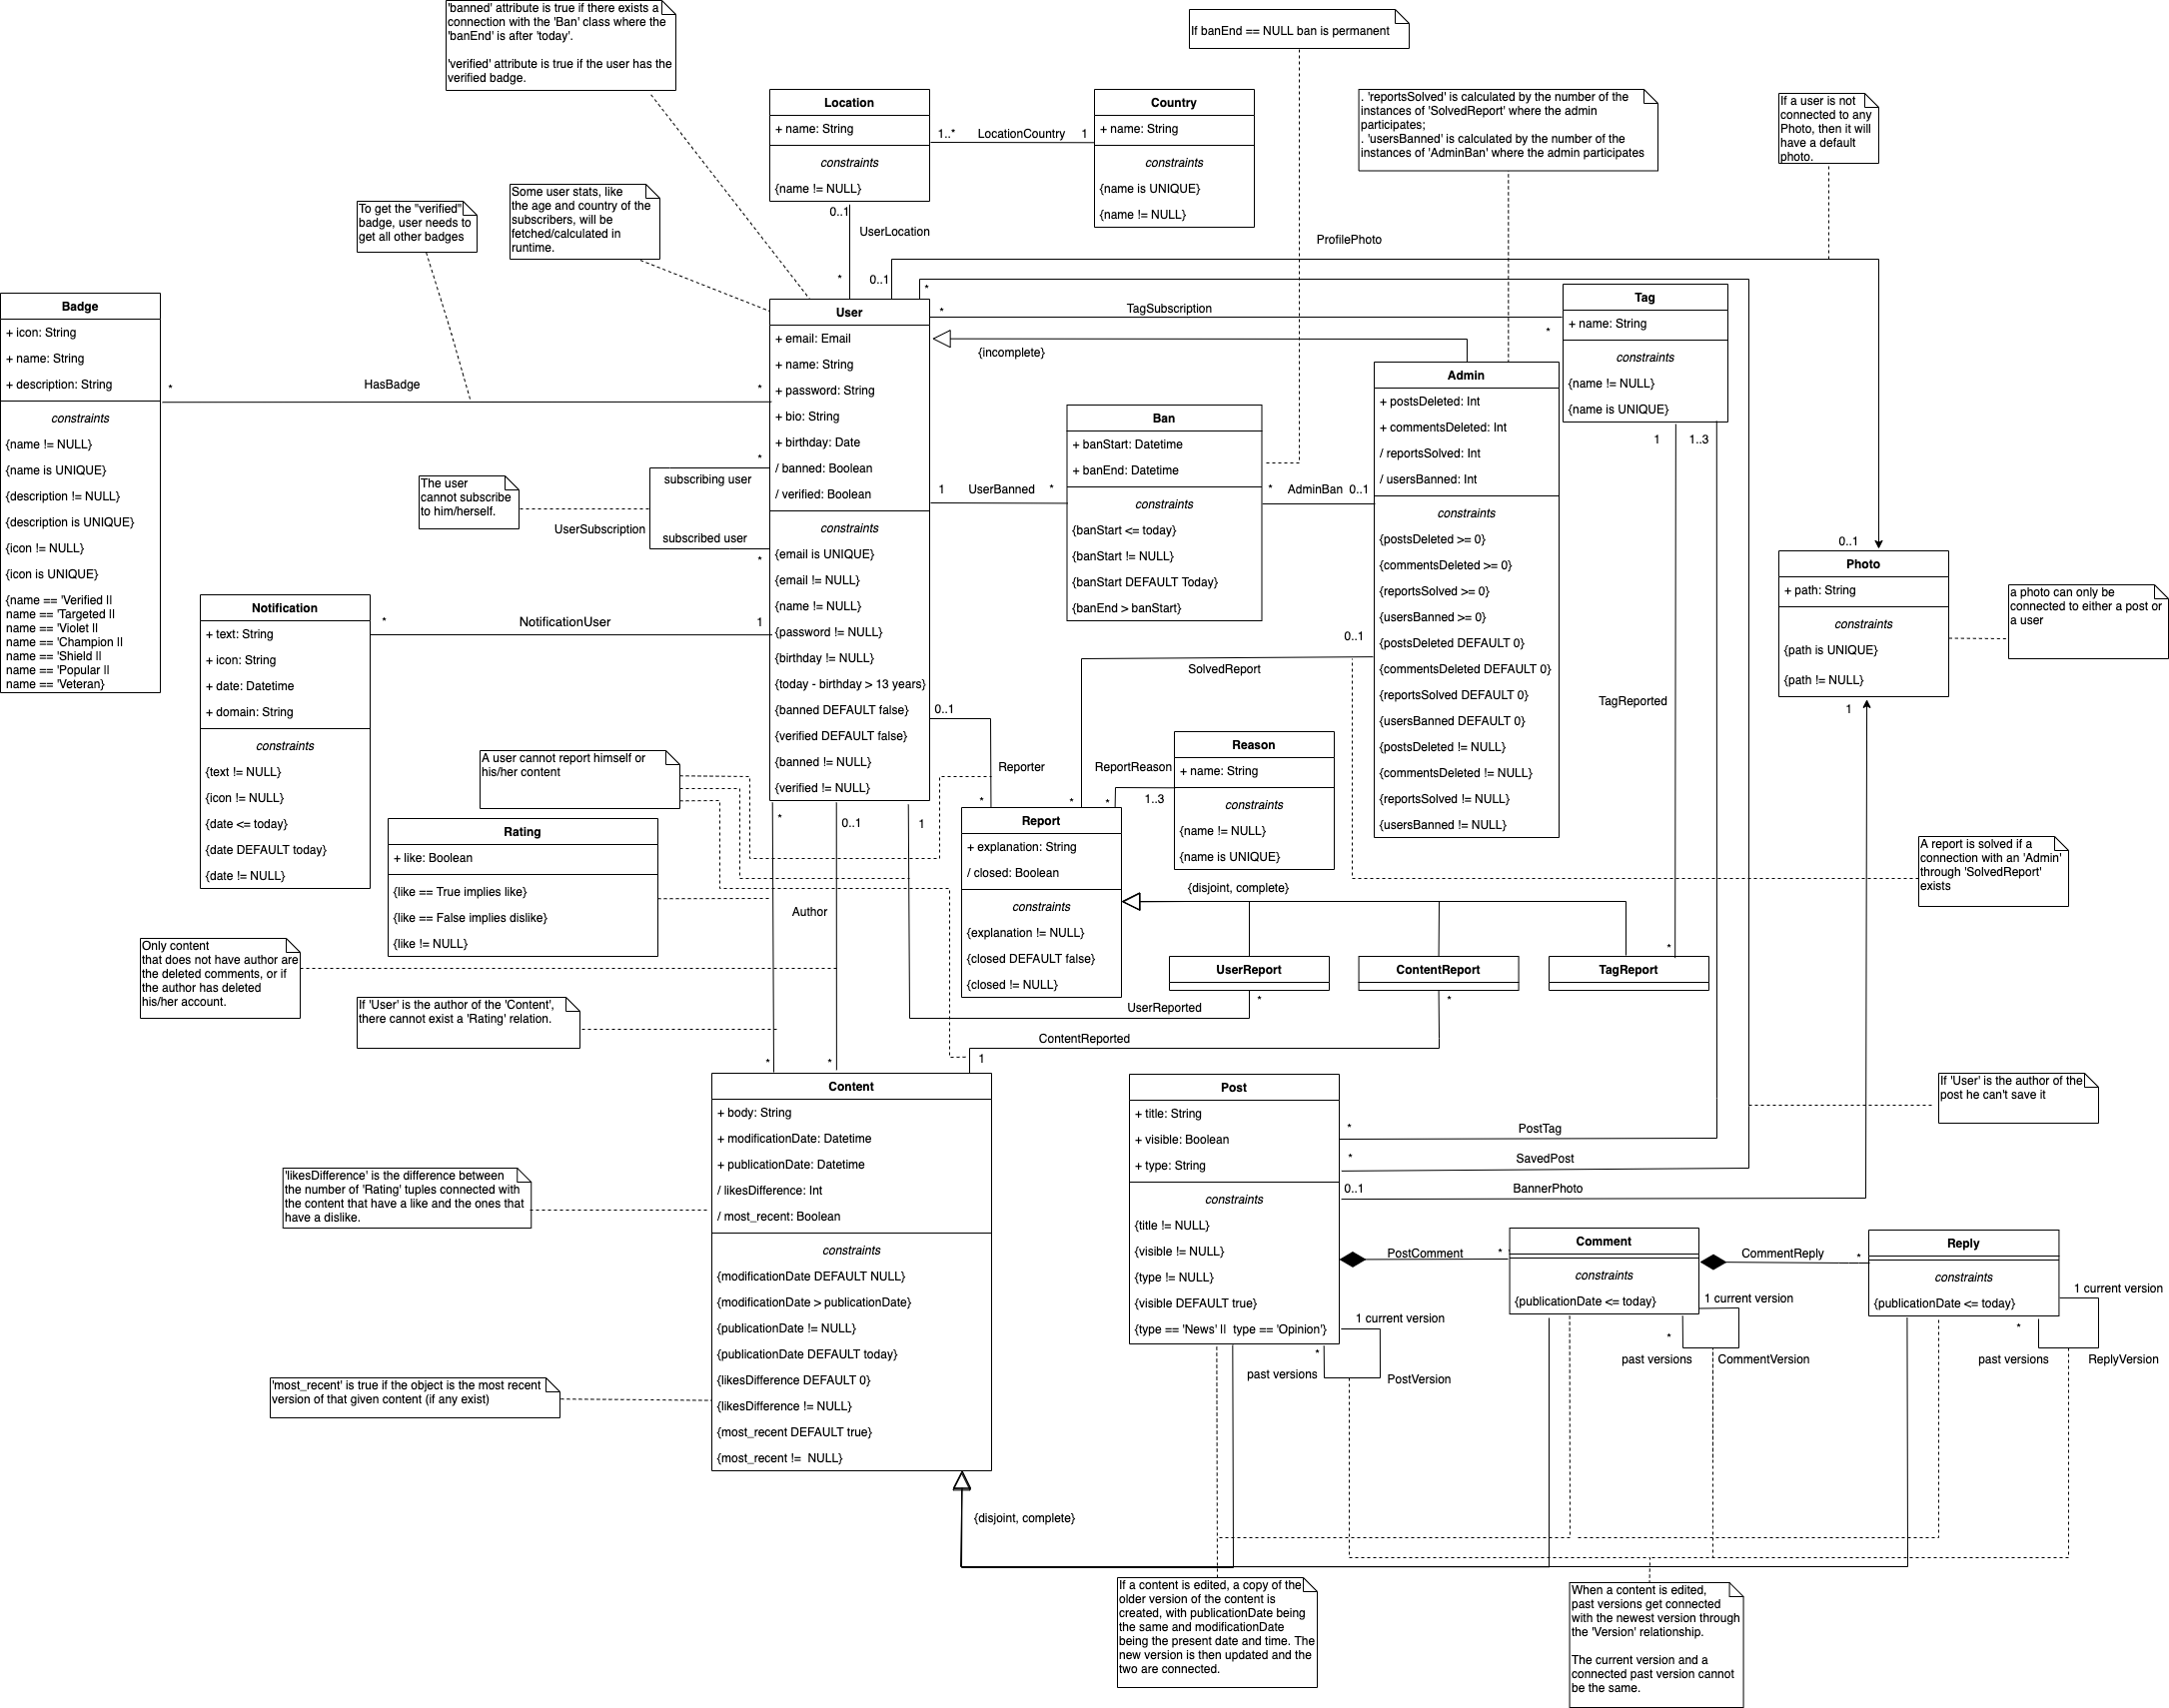 'banned' attribute is true if there exists a
connection with the 'Ban' class where the
'banEnd' is after 'today'.
'verified' attribute is true if the user has the
verified badge.
If banEnd == NULL ban is permanent
. 'reportsSolved' is calculated by the number of the
instances of 'SolvedReport' where the admin
participates;
. 'usersBanned' is calculated by the number of the
instances of 'AdminBan' where the admin participates
If a user is not
connected to any
Photo, then it will
have a default
photo.
Location
+ name: String
constraints
{name != NULL}
1..*
LocationCountry
1
Country
+ name: String
constraints
{name is UNIQUE}
{name != NULL}
To get the "verified"
badge, user needs to
get all other badges
Some user stats, like
the age and country of the
subscribers, will be
fetched/calculated in
runtime.
0..1
UserLocation
*
0..1
ProfilePhoto
*
Badge
+ icon: String
+ name: String
+ description: String
constraints
{name != NULL}
{name is UNIQUE}
{description != NULL}
{description is UNIQUE}
{icon != NULL}
{icon is UNIQUE}
{name == 'Verified ||
name == 'Targeted ||
name == 'Violet ||
name == 'Champion ||
name == 'Shield ||
name == 'Popular ||
name == 'Veteran}
*
HasBadge
*
User
+ email: Email
+ name: String
+ password: String
+ bio: String
+ birthday: Date
/ banned: Boolean
/ verified: Boolean
constraints
{email is UNIQUE}
{email != NULL}
{name != NULL}
{password != NULL}
{birthday != NULL}
{today - birthday > 13 years}
{banned DEFAULT false}
{verified DEFAULT false}
{banned != NULL}
{verified != NULL}
*
TagSubscription
*
{incomplete}
Tag
+ name: String
constraints
{name != NULL}
{name is UNIQUE}
1
1..3
Admin
+ postsDeleted: Int
+ commentsDeleted: Int
/ reportsSolved: Int
/ usersBanned: Int
constraints
{postsDeleted >= 0}
{commentsDeleted >= 0}
{reportsSolved >= 0}
{usersBanned >= 0}
{postsDeleted DEFAULT 0}
{commentsDeleted DEFAULT 0}
{reportsSolved DEFAULT 0}
{usersBanned DEFAULT 0}
{postsDeleted != NULL}
{commentsDeleted != NULL}
{reportsSolved != NULL}
{usersBanned != NULL}
Ban
+ banStart: Datetime
+ banEnd: Datetime
constraints
{banStart <= today}
{banStart != NULL}
{banStart DEFAULT Today}
{banEnd > banStart}
1
UserBanned
*
*
AdminBan
0..1
*
subscribing user
The user
cannot subscribe
to him/herself.
UserSubscription
subscribed user
*
0..1
Photo
+ path: String
constraints
{path is UNIQUE}
{path != NULL}
1
a photo can only be
connected to either a post or
a user
Notification
+ text: String
+ icon: String
+ date: Datetime
+ domain: String
constraints
{text != NULL}
{icon != NULL}
{date <= today}
{date DEFAULT today}
{date != NULL}
*
NotificationUser
1
0..1
SolvedReport
*
TagReported
0..1
Reporter
*
Reason
+ name: String
constraints
{name != NULL}
{name is UNIQUE}
ReportReason
1..3
*
A user cannot report himself or
his/her content
Rating
+ like: Boolean
{like == True implies like}
{like == False implies dislike}
{like != NULL}
*
0..1
1
Author
Report
+ explanation: String
/ closed: Boolean
constraints
{explanation != NULL}
{closed DEFAULT false}
{closed != NULL}
{disjoint, complete}
A report is solved if a
connection with an 'Admin'
through 'SolvedReport'
exists
*
UserReport
ContentReport
TagReport
*
UserReported
*
ContentReported
1
Only content
that does not have author are
the deleted comments, or if
the author has deleted
his/her account.
If 'User' is the author of the 'Content',
there cannot exist a 'Rating' relation.
*
*
Content
+ body: String
+ modificationDate: Datetime
+ publicationDate: Datetime
/ likesDifference: Int
/ most_recent: Boolean
constraints
{modificationDate DEFAULT NULL}
{modificationDate > publicationDate}
{publicationDate != NULL}
{publicationDate DEFAULT today}
{likesDifference DEFAULT 0}
{likesDifference != NULL}
{most_recent DEFAULT true}
{most_recent !=  NULL}
'likesDifference' is the difference between
the number of 'Rating' tuples connected with
the content that have a like and the ones that
have a dislike.
'most_recent' is true if the object is the most recent
version of that given content (if any exist)
Post
+ title: String
+ visible: Boolean
+ type: String
constraints
{title != NULL}
{visible != NULL}
{type != NULL}
{visible DEFAULT true}
{type == 'News' ||  type == 'Opinion'}
If 'User' is the author of the
post he can't save it
*
PostTag
*
SavedPost
0..1
BannerPhoto
PostComment
*
Comment
constraints
{publicationDate <= today}
CommentReply
*
Reply
constraints
{publicationDate <= today}
1 current version
*
past versions
PostVersion
1 current version
*
past versions
CommentVersion
1 current version
*
past versions
ReplyVersion
{disjoint, complete}
If a content is edited, a copy of the
older version of the content is
created, with publicationDate being
the same and modificationDate
being the present date and time. The
new version is then updated and the
two are connected.
When a content is edited,
past versions get connected
with the newest version through
the 'Version' relationship.
The current version and a
connected past version cannot
be the same.